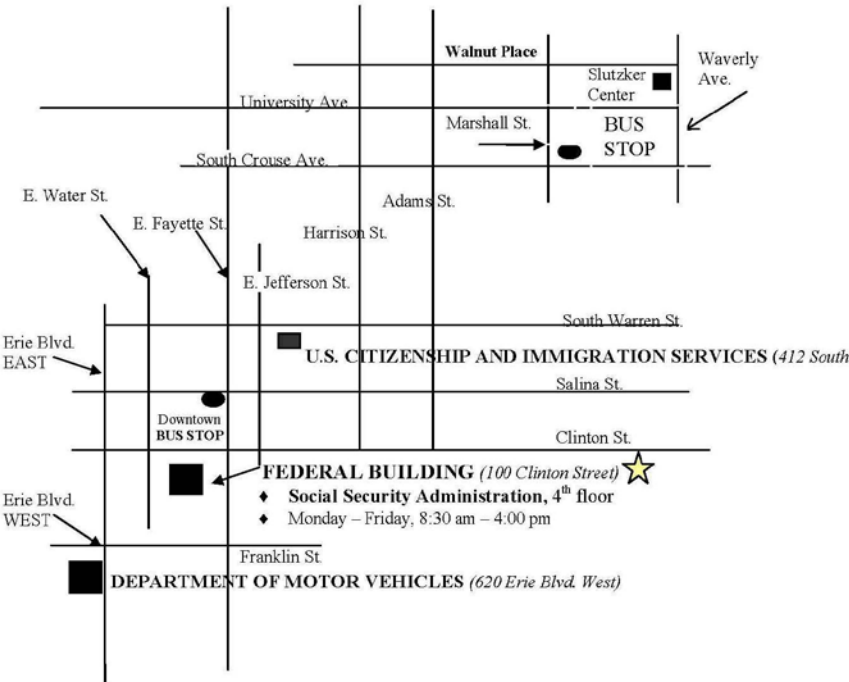 Walnut Place
Waverly
Ave.
Slutzker
Center
University Ave.
Marshall St.
BUS
STOP
South Crouse Ave.
E. Water St.
Adams St.
E. Fayette St.
Harrison St.
E. Jefferson St.
South Warren St.
Erie Blvd.
EAST
U.S. CITIZENSHIP AND IMMIGRATION SERVICES (412 South
Salina St.
Downtown
BUS STOP
Clinton St.
FEDERAL BUILDING (100 Clinton Street)
♦ Social Security Administration, 4th floor
♦ Monday – Friday, 8:30 am – 4:00 pm
Erie Blvd.
WEST
Franklin St.
DEPARTMENT OF MOTOR VEHICLES (620 Erie Blvd. West)